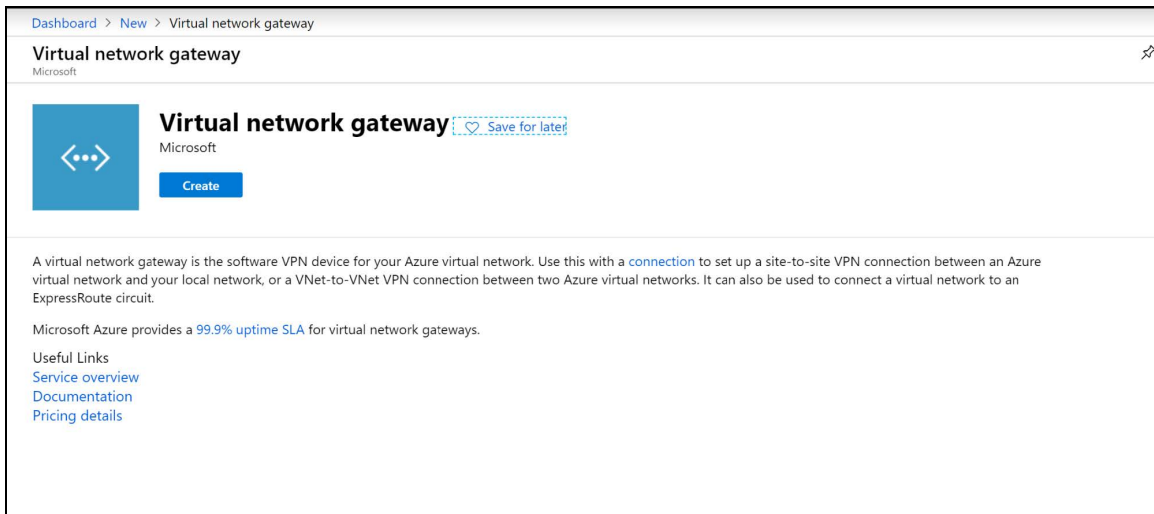 Dashboard > New > Virtual network gateway
Virtual network gateway
Microsoft
Virtual network gateway
Save for later
Microsoft
Create
A virtual network gateway is the software VPN device for your Azure virtual network. Use this with a connection to set up a site-to-site VPN connection between an Azure
virtual network and your local network, or a VNet-to-VNet VPN connection between two Azure virtual networks. It can also be used to connect a virtual network to an
ExpressRoute circuit.
Microsoft Azure provides a 99.9% uptime SLA for virtual network gateways.
Useful Links
Service overview
Documentation
Pricing details